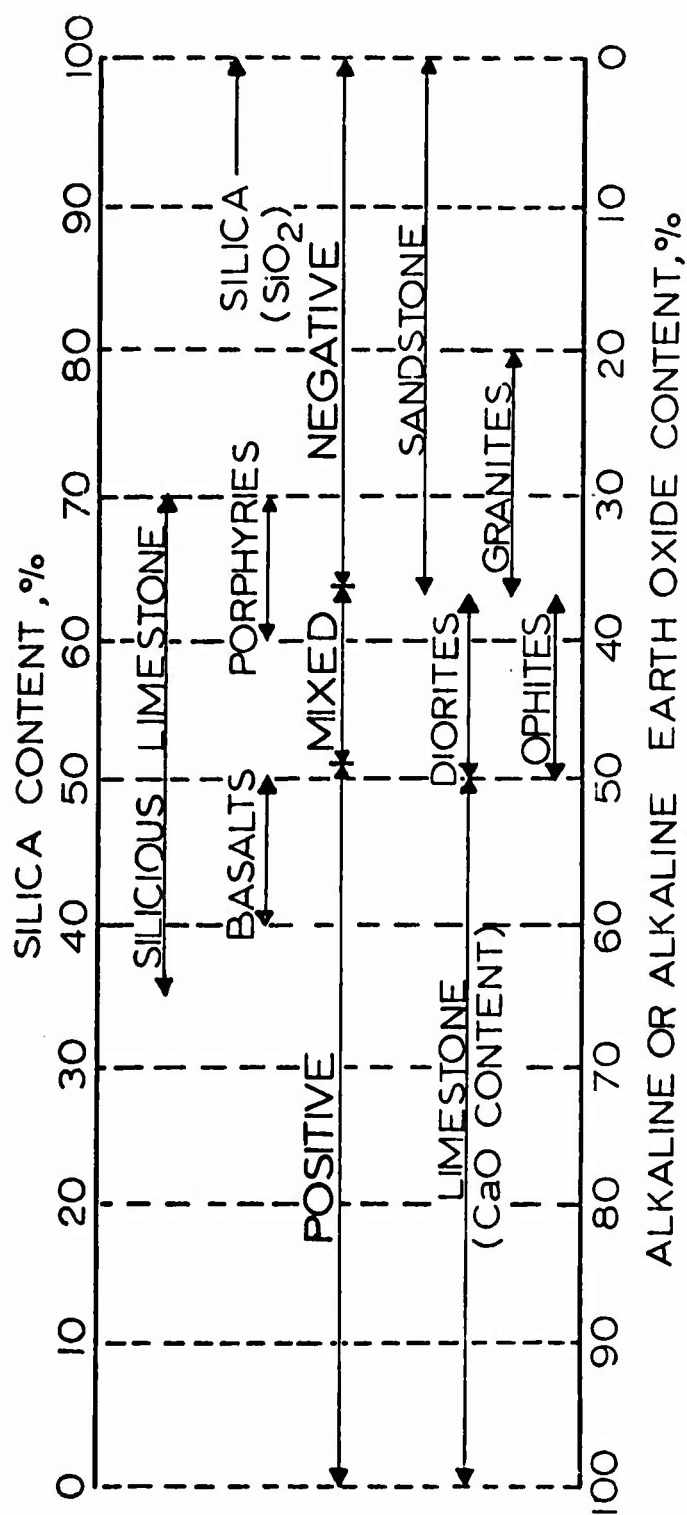 SILICA CONTENT, %
0 10 20 30 40 50 60 70 80 90 100
SILICIOUS LIMESTONE
BASALTS
PORPHYRIES
SILICA
(SiO2)
POSITIVE
MIXED
NEGATIVE
SANDSTONE
LIMESTONE
(CaO CONTENT)
DIORITES
GRANITES
OPHITES
100 90 80 70 60 50 40 30 20 10 0
ALKALINE OR ALKALINE EARTH OXIDE CONTENT, %